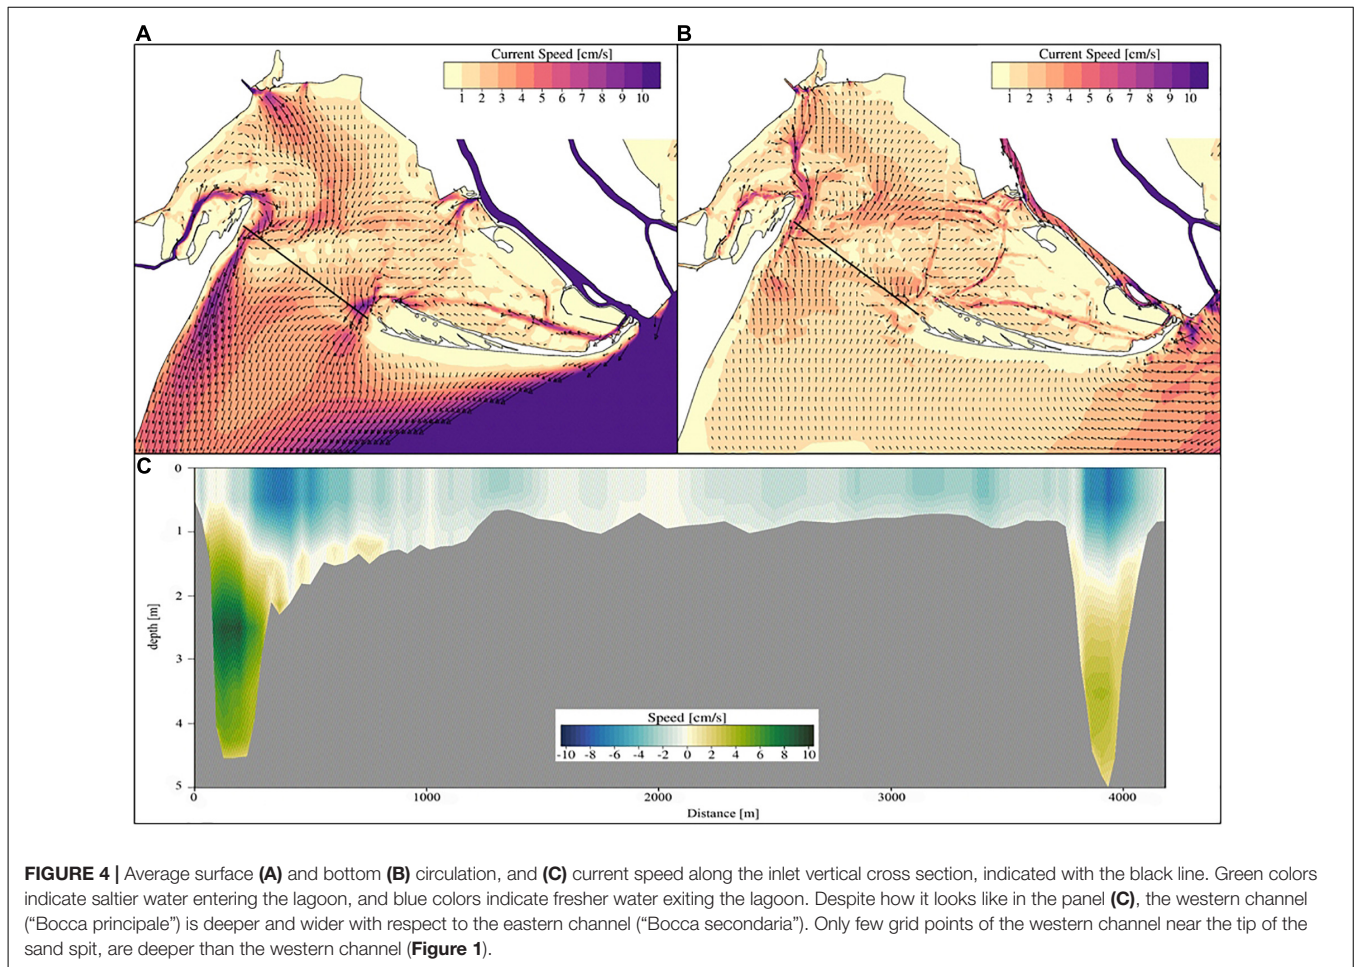 A
B
Current Speed [cm/s]
1 2 3 4 5 6 7 8 9 10
Current Speed [cm/s]
1 2 3 4 5 6 7 8 9 10
C
0
1
2
3
4
5
depth [m]
Speed [cm/s]
-10 -8 -6 -4 -2 0 2 4 6 8 10
0 1000 2000 3000 4000
Distance [m]
FIGURE 4 | Average surface (A) and bottom (B) circulation, and (C) current speed along the inlet vertical cross section, indicated with the black line. Green colors
indicate saltier water entering the lagoon, and blue colors indicate fresher water exiting the lagoon. Despite how it looks like in the panel (C), the western channel
(“Bocca principale”) is deeper and wider with respect to the eastern channel (“Bocca secondaria”). Only few grid points of the western channel near the tip of the
sand spit, are deeper than the western channel (Figure 1).